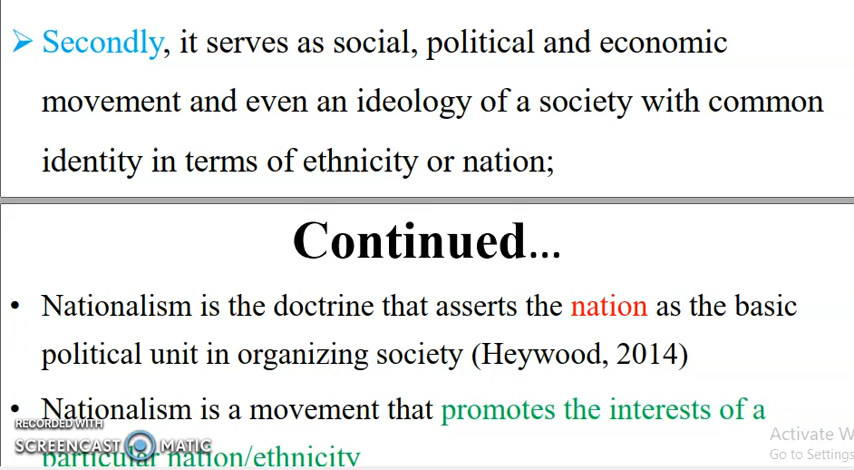 ➢ Secondly, it serves as social, political and economic
movement and even an ideology of a society with common
identity in terms of ethnicity or nation;
Continued...
• Nationalism is the doctrine that asserts the nation as the basic
political unit in organizing society (Heywood, 2014)
• Nationalism is a movement that promotes the interests of a
particular nation/ethnicity
RECORDED WITH
SCREENCAST MATIC
Activate W
Go to Settings